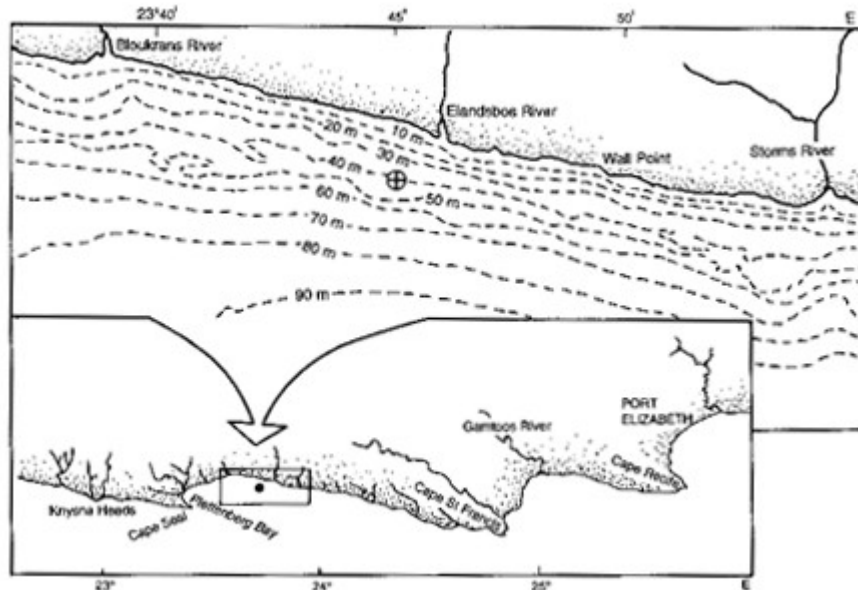 23°40'
45'
50'
E
Bloukrans River
Elandsbos River
Wall Point
Storms River
10 m
20 m
30 m
40 m
50 m
60 m
70 m
80 m
90 m
PORT
ELIZABETH
Gamtoos River
Cape Recife
Cape St Francis
Knysna Heads
Cape Seal
Plettenberg Bay
23°
24°
25°
E